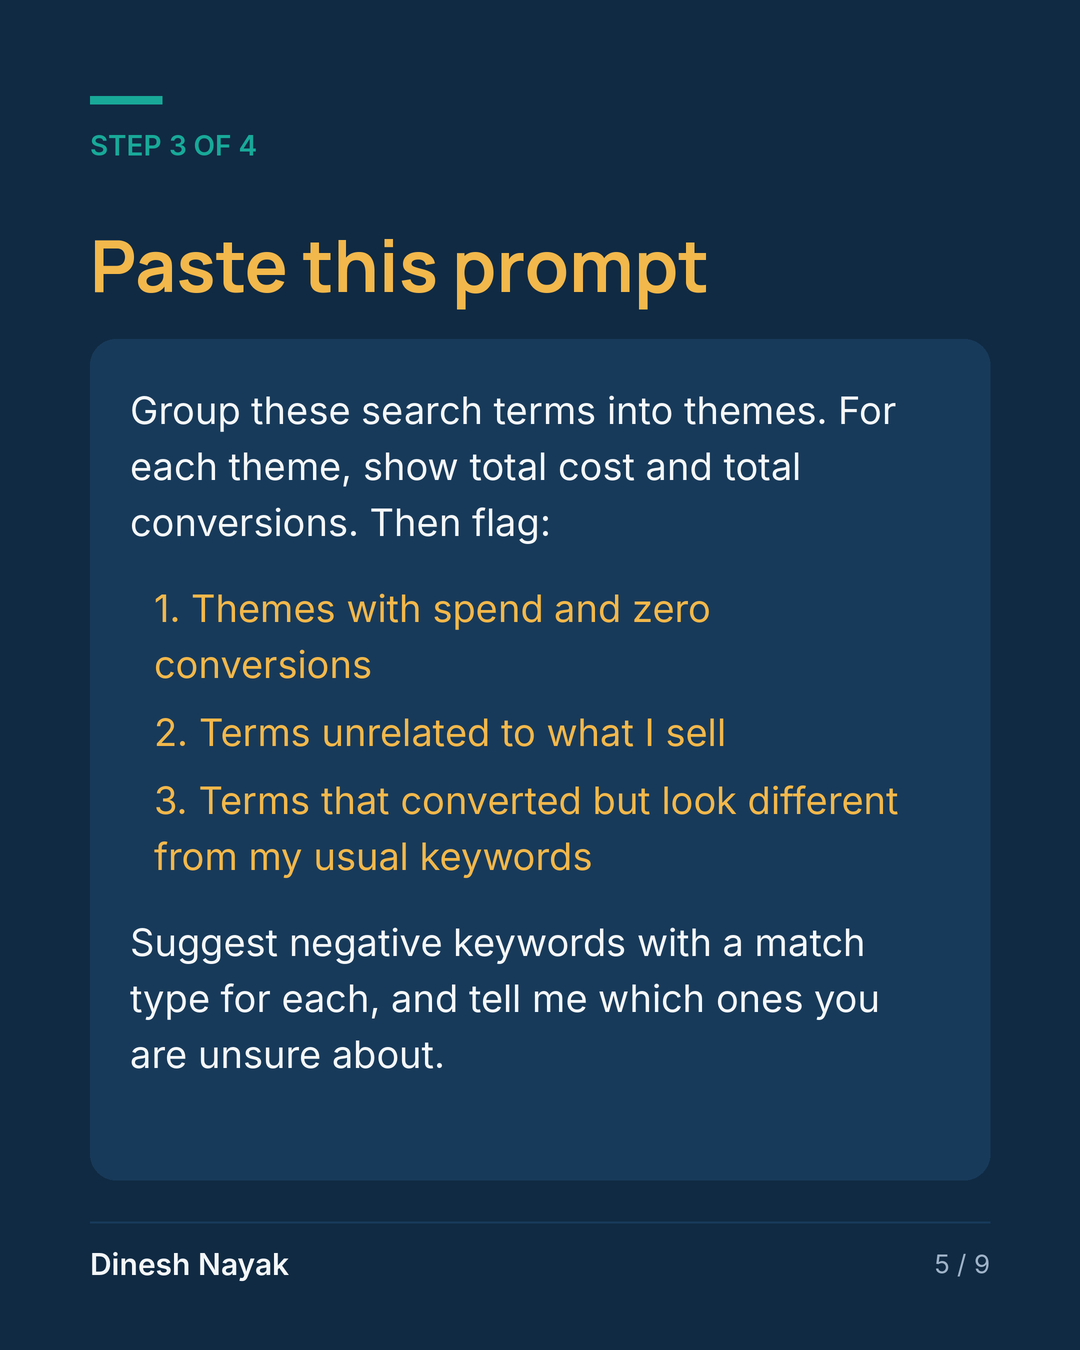 STEP 3 OF 4
Paste this prompt
Group these search terms into themes. For
each theme, show total cost and total
conversions. Then flag:
1. Themes with spend and zero
conversions
2. Terms unrelated to what I sell
3. Terms that converted but look different
from my usual keywords
Suggest negative keywords with a match
type for each, and tell me which ones you
are unsure about.
Dinesh Nayak
5 / 9